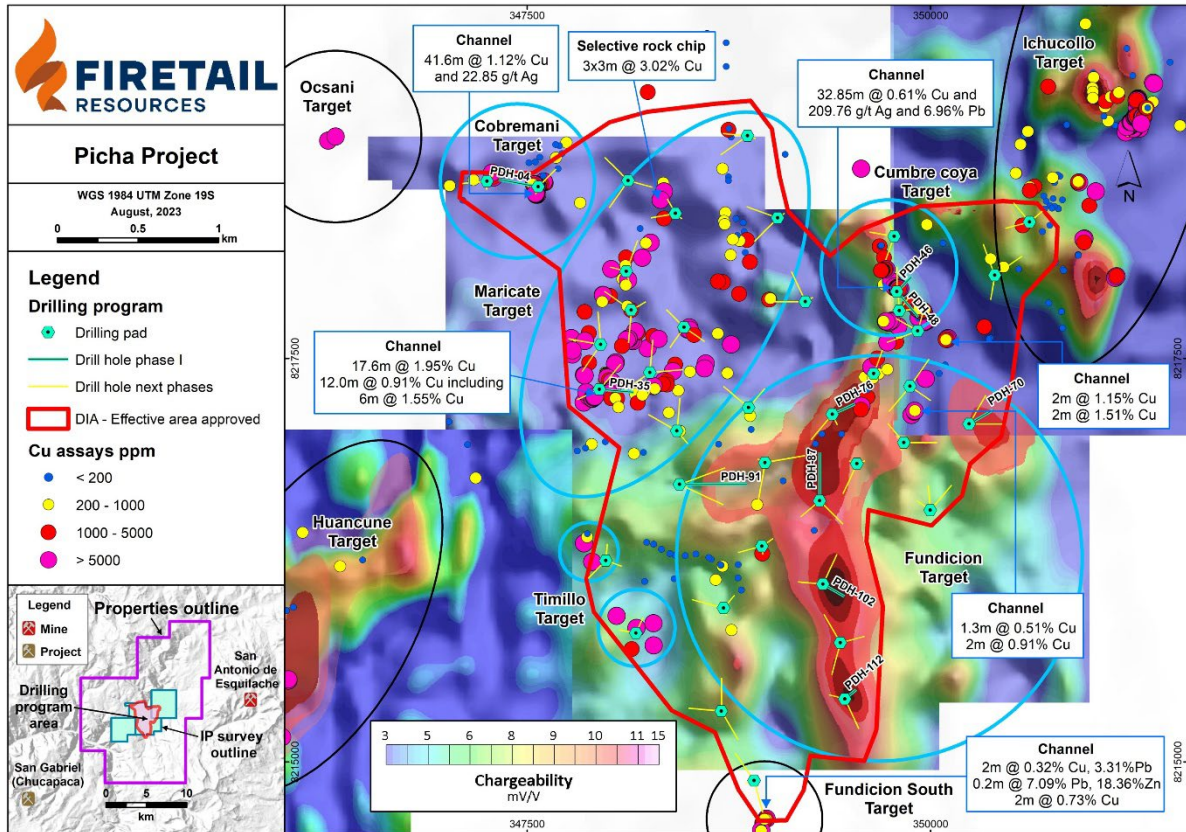 FIRETAIL
RESOURCES
Picha Project
WGS 1984 UTM Zone 19S
August, 2023
0 0.5 1
km
Legend
Drilling program
Drilling pad
Drill hole phase I
Drill hole next phases
DIA - Effective area approved
Cu assays ppm
< 200
200 - 1000
1000 - 5000
> 5000
Legend
Mine
Project
Properties outline
San
Antonio de
Esquilache
Drilling
program
area
IP survey
outline
San Gabriel
(Chucapaca)
0 5 10
km
347500
350000
Ocsani
Target
Channel
41.6m @ 1.12% Cu
and 22.85 g/t Ag
Selective rock chip
3x3m @ 3.02% Cu
Channel
32.85m @ 0.61% Cu and
209.76 g/t Ag and 6.96% Pb
Ichucollo
Target
N
Cobremani
Target
PDH-04
Cumbre coya
Target
PDH-46
PDH-48
Maricate
Target
8217500
8217500
17.6m @ 1.95% Cu
12.0m @ 0.91% Cu including
6m @ 1.55% Cu
PDH-35
PDH-76
PDH-70
Channel
2m @ 1.15% Cu
2m @ 1.51% Cu
PDH-87
PDH-91
Huancune
Target
Fundicion
Target
Timillo
Target
PDH-102
PDH-112
Channel
1.3m @ 0.51% Cu
2m @ 0.91% Cu
3 5 6 8 9 10 11 15
Chargeability
mV/V
8215000
8215000
Channel
2m @ 0.32% Cu, 3.31%Pb
0.2m @ 7.09% Pb, 18.36%Zn
2m @ 0.73% Cu
Fundicion South
Target
347500
350000